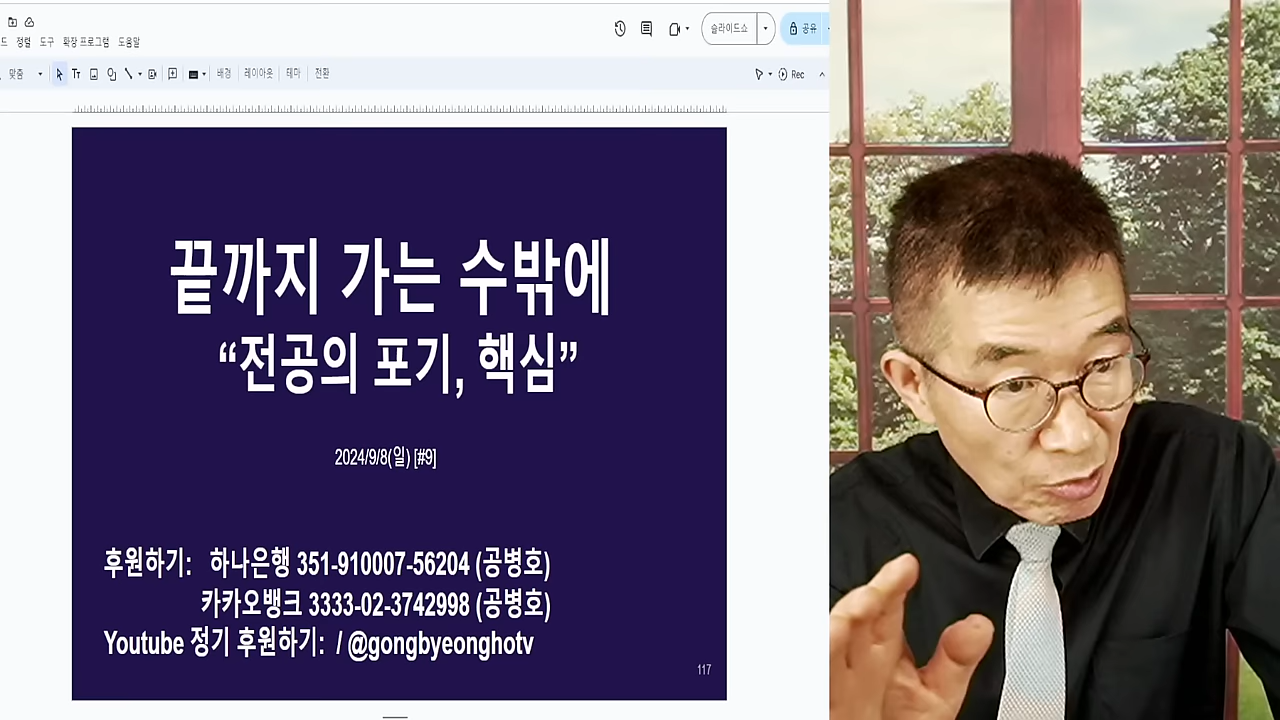 정렬 도구 확장 프로그램 도움말
슬라이드쇼
공유
맞춤
Tr
배경 레이아웃 테마 전환
Rec
끝까지 가는 수밖에
“전공의 포기, 핵심”
2024/9/8(일) [#9]
후원하기: 하나은행 351-910007-56204 (공병호)
카카오뱅크 3333-02-3742998 (공병호)
Youtube 정기 후원하기: / @gongbyeonghotv
117